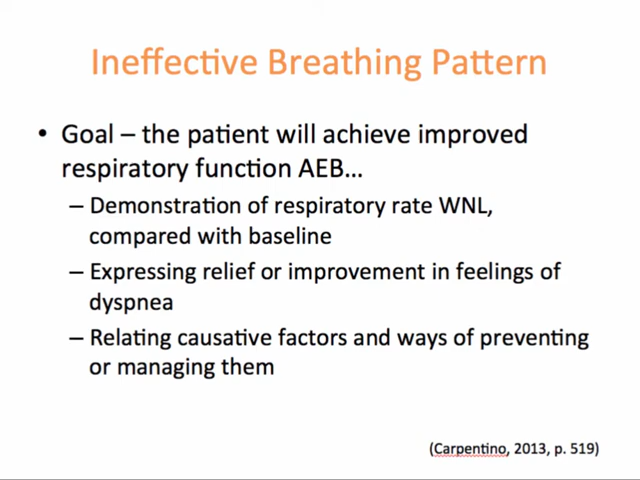 Ineffective Breathing Pattern
• Goal – the patient will achieve improved
respiratory function AEB…
– Demonstration of respiratory rate WNL,
compared with baseline
– Expressing relief or improvement in feelings of
dyspnea
– Relating causative factors and ways of preventing
or managing them
(Carpentino, 2013, p. 519)